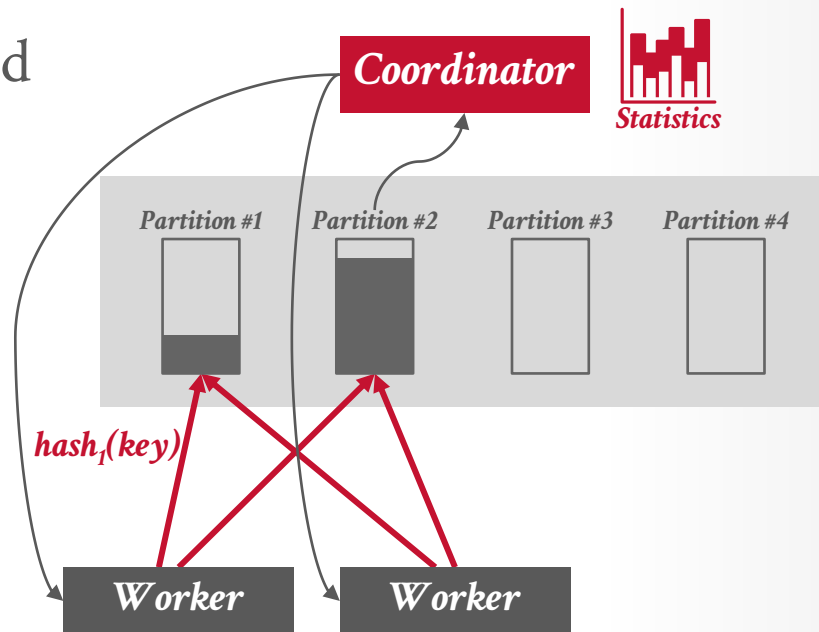 d
Coordinator
Statistics
Partition #1 Partition #2 Partition #3 Partition #4
hash₁(key)
Worker Worker